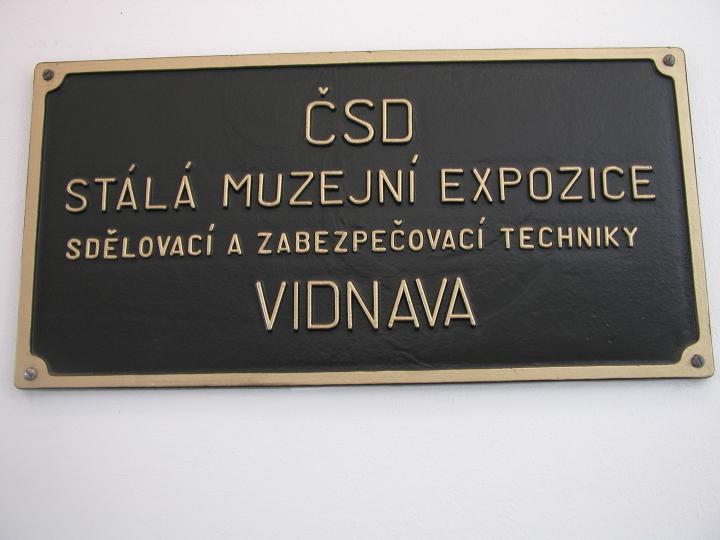 ČSD
STÁLÁ MUZEJNÍ EXPOZICE
SDĚLOVACÍ A ZABEZPEČOVACÍ TECHNIKY
VIDNAVA